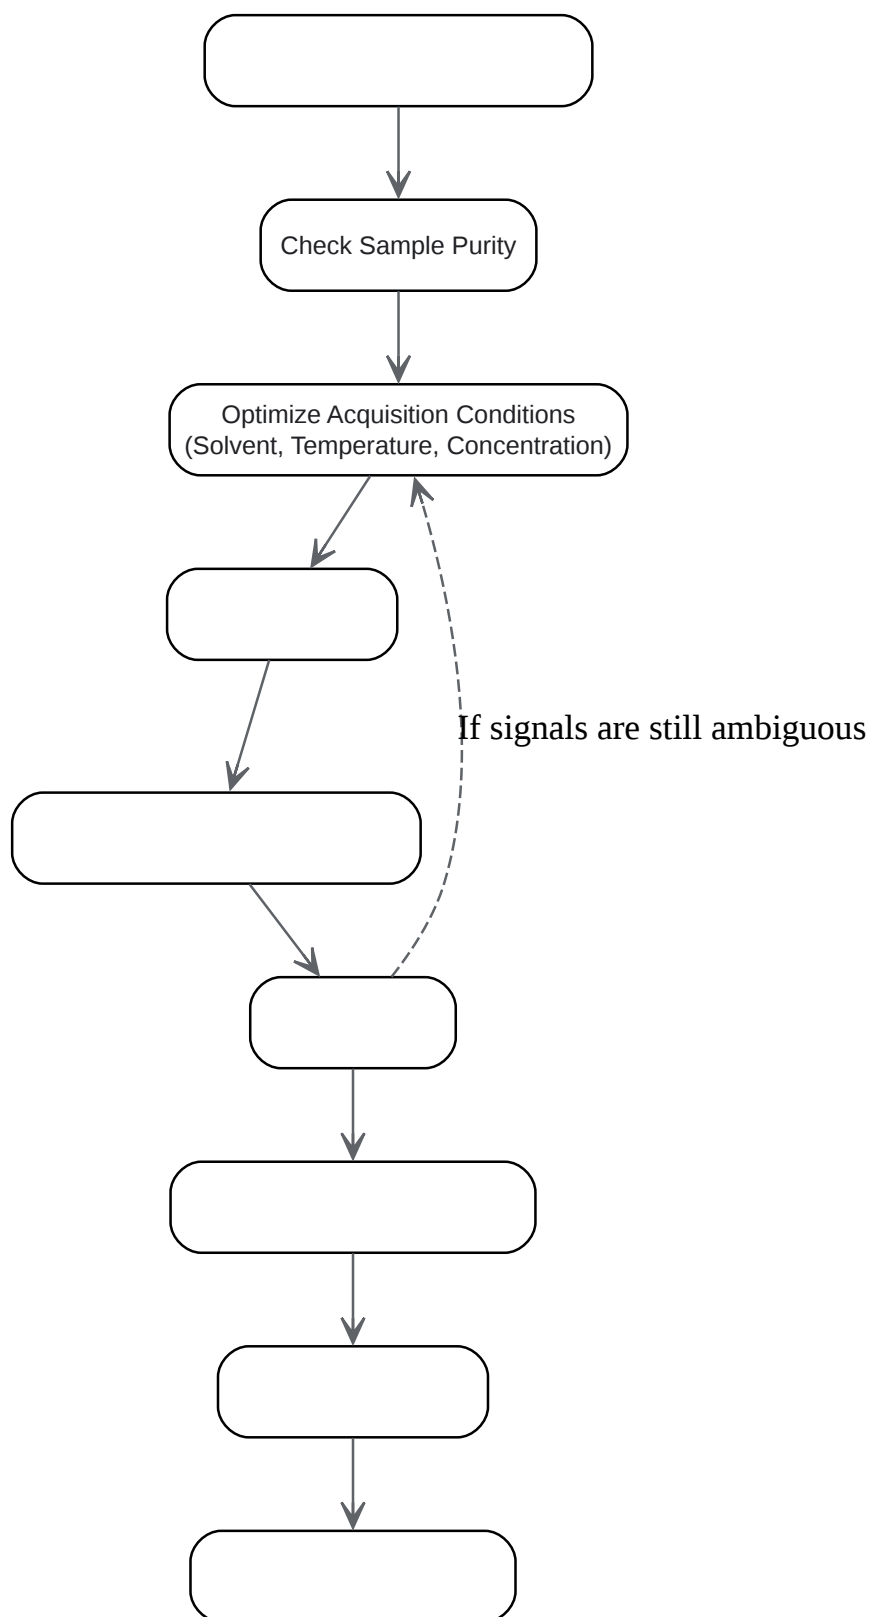 Check Sample Purity
Optimize Acquisition Conditions
(Solvent, Temperature, Concentration)
If signals are still ambiguous